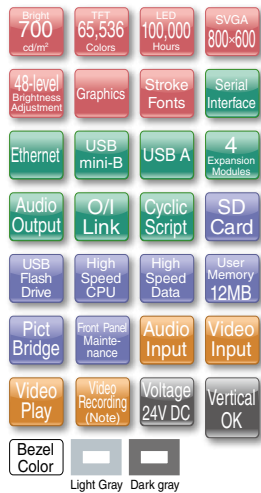 Bright
700
cd/m²
TFT
65,536
Colors
LED
100,000
Hours
SVGA
800×600
48-level
Brightness
Adjustment
Graphics
Stroke
Fonts
Serial
Interface
Ethernet
USB
mini-B
USB A
4
Expansion
Modules
Audio
Output
O/I
Link
Cyclic
Script
SD
Card
USB
Flash
Drive
High
Speed
CPU
High
Speed
Data
User
Memory
12MB
Pict
Bridge
Front Panel
Mainte-
nance
Audio
Input
Video
Input
Video
Play
Video
Recording
(Note)
Voltage
24V DC
Vertical
OK
Bezel
Color
Light Gray
Dark gray